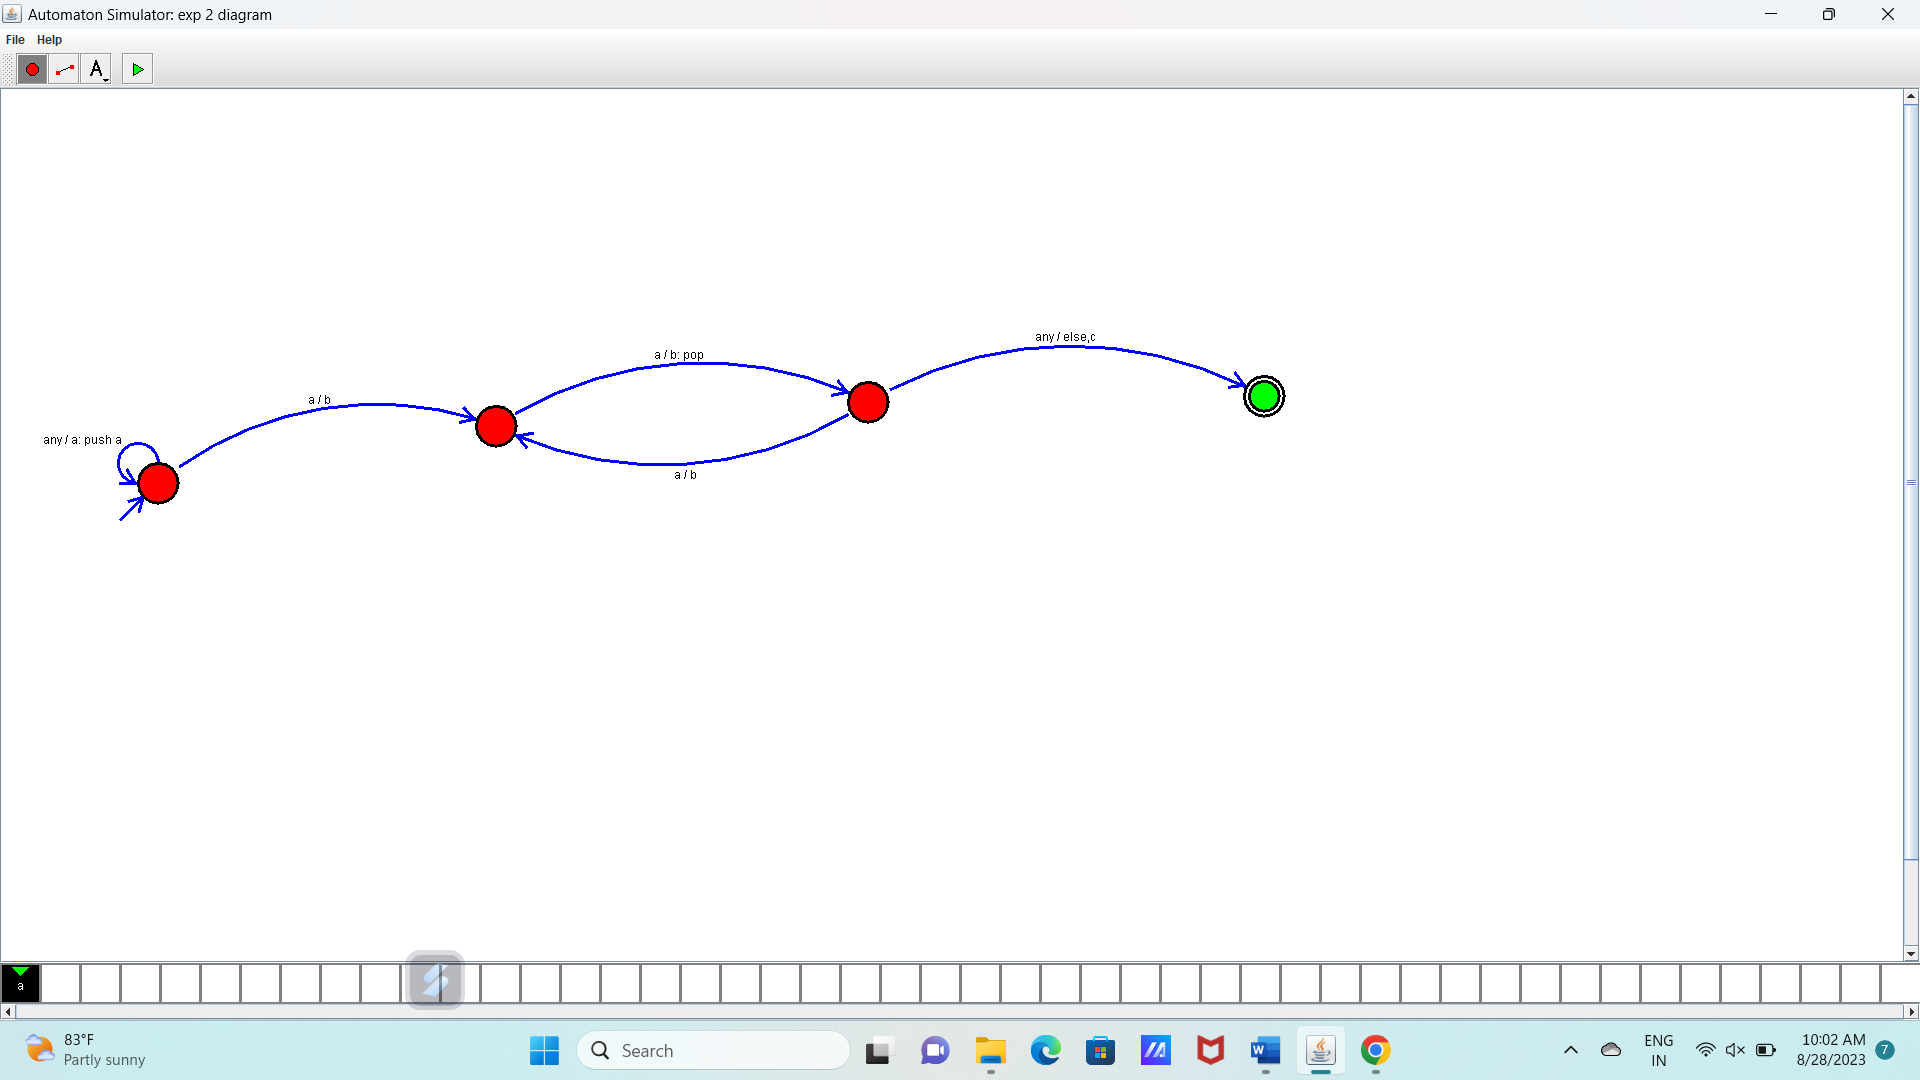 Automaton Simulator: exp 2 diagram
File Help
A
any / else,c
a / b: pop
a / b
any / a: push a
a / b
a
83°F
Partly sunny
Search
W
ENG
IN
10:02 AM
8/28/2023
7